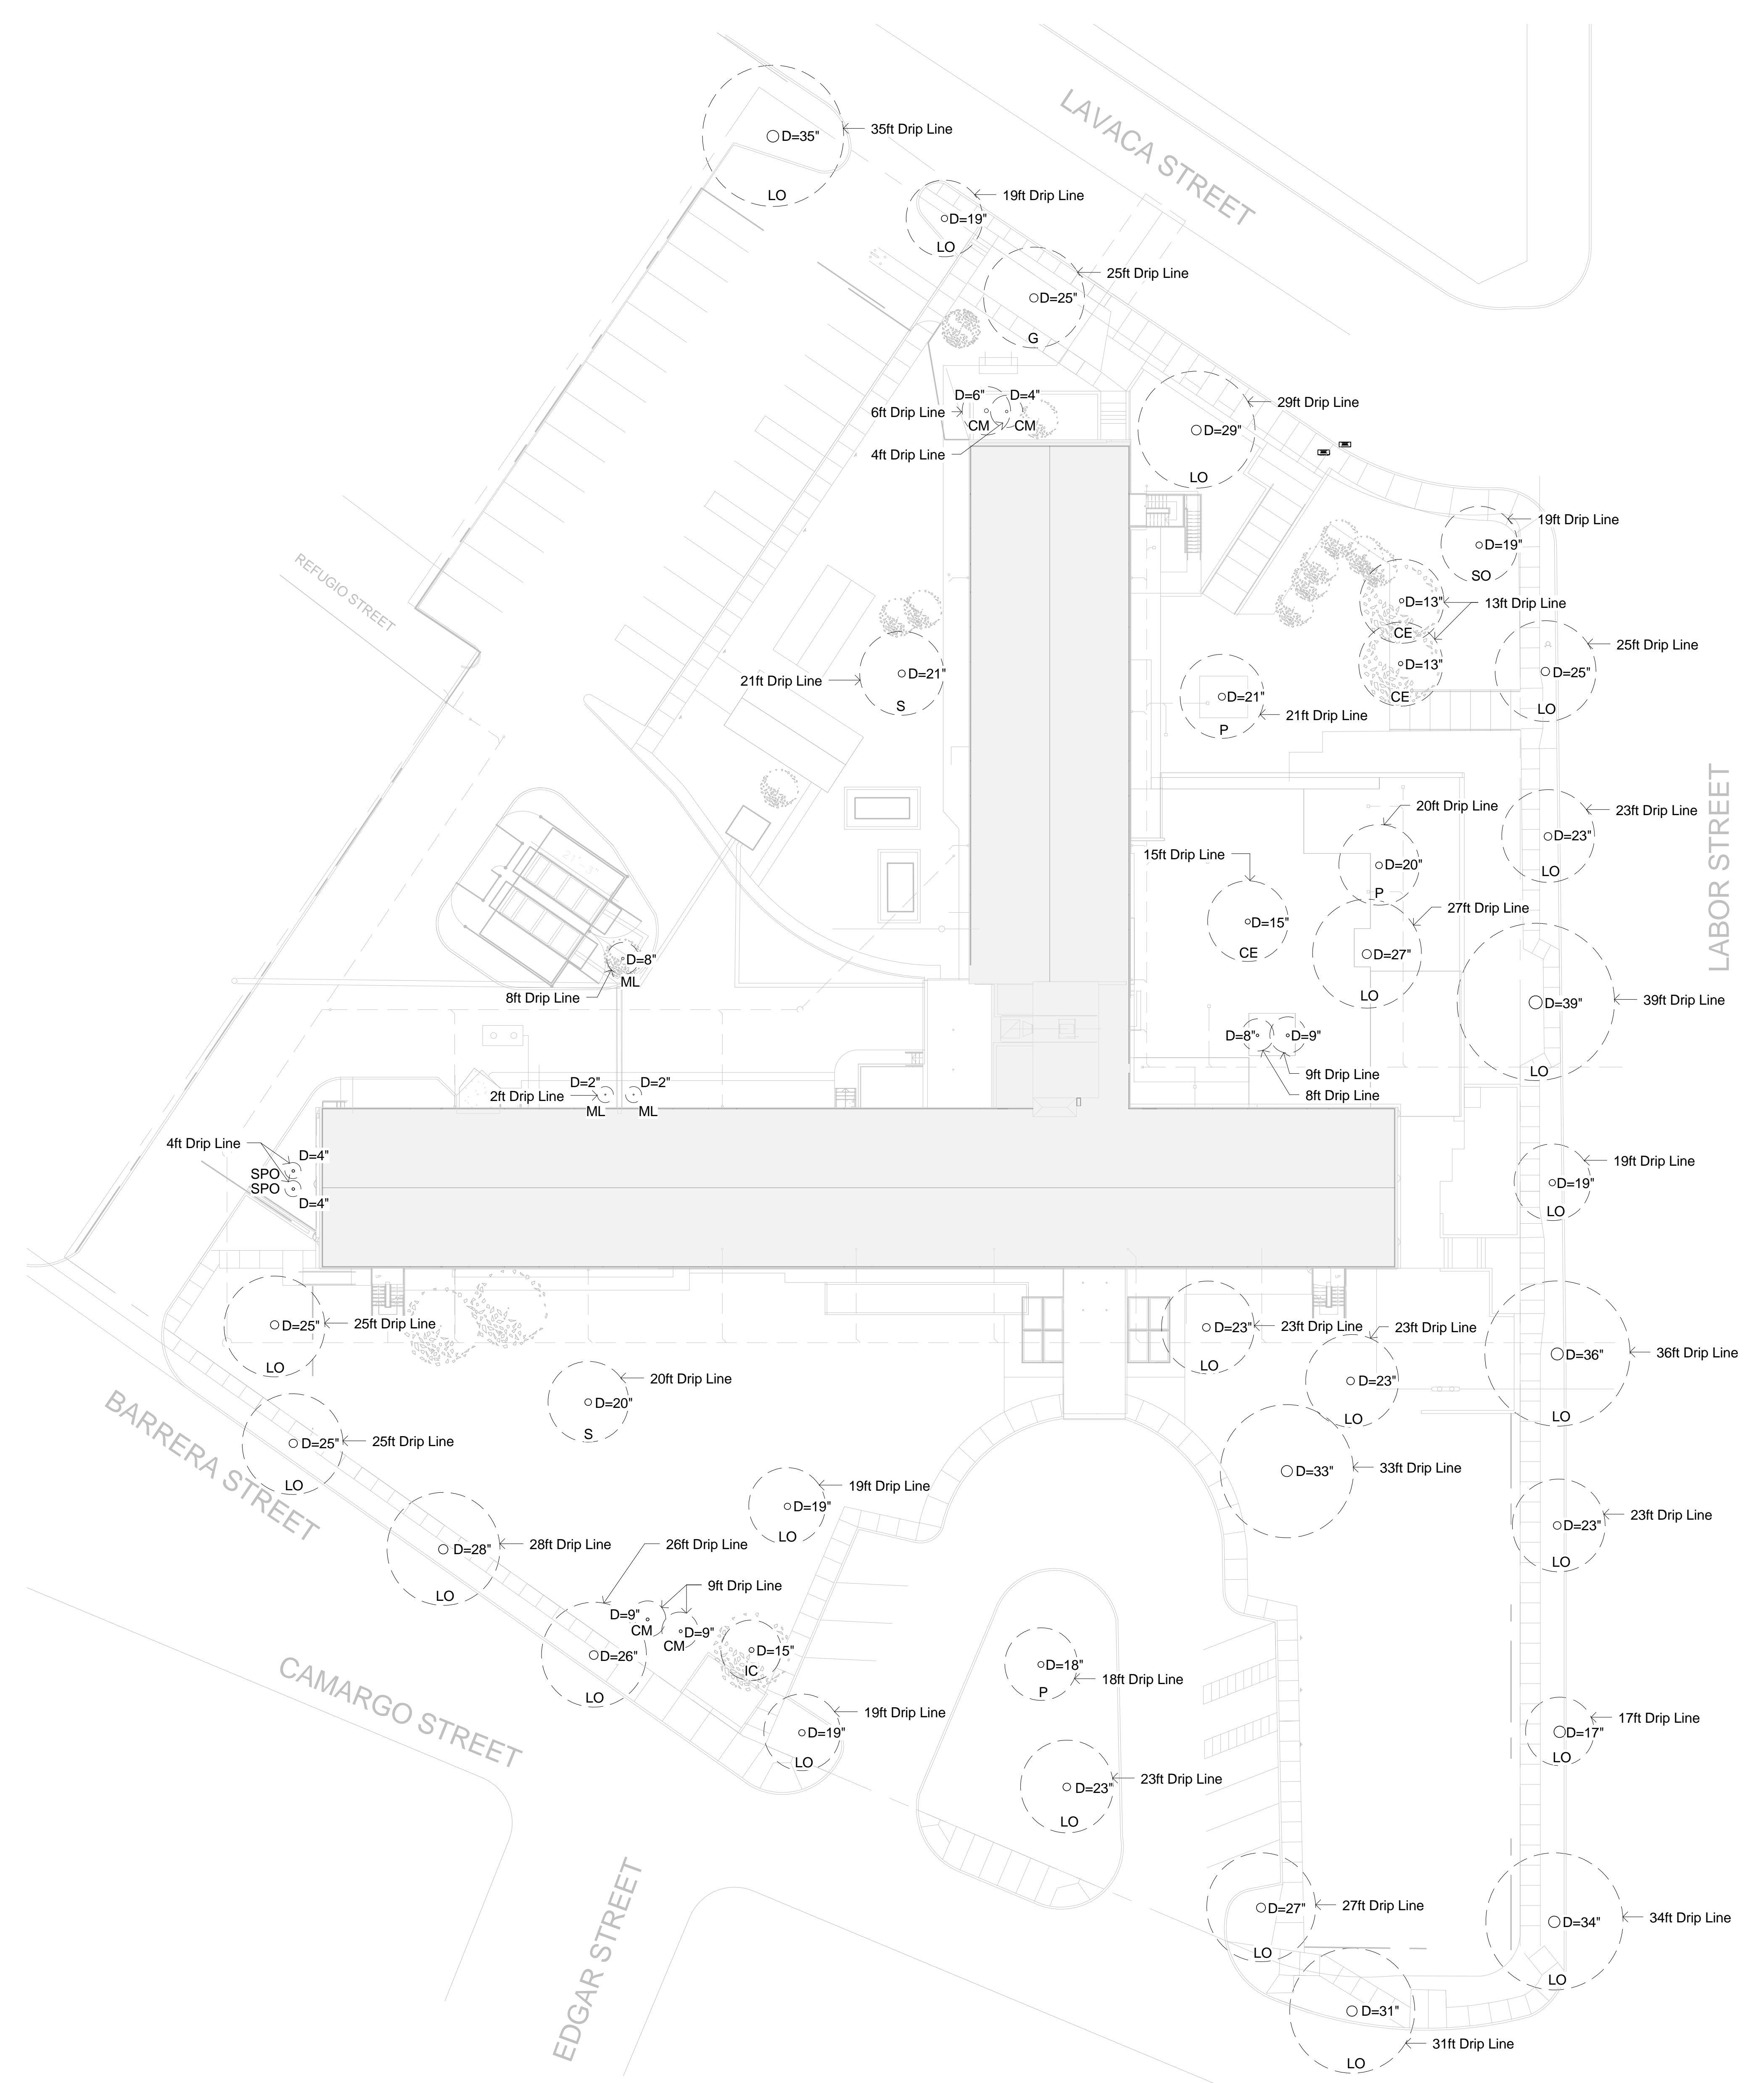 LAVACA STREET
D=35"
35ft Drip Line
LO
19ft Drip Line
D=19"
LO
25ft Drip Line
D=25"
G
D=6"
D=4"
6ft Drip Line
CM
CM
4ft Drip Line
29ft Drip Line
D=29"
LO
19ft Drip Line
D=19"
SO
REFUGIO STREET
D=13"
13ft Drip Line
CE
D=13"
CE
25ft Drip Line
D=25"
LO
21ft Drip Line
D=21"
S
D=21"
21ft Drip Line
P
LABOR STREET
20ft Drip Line
D=20"
P
23ft Drip Line
D=23"
LO
15ft Drip Line
D=15"
CE
27ft Drip Line
D=27"
LO
D=8"
ML
8ft Drip Line
D=39"
39ft Drip Line
LO
D=8"
D=9"
9ft Drip Line
8ft Drip Line
D=2"
D=2"
2ft Drip Line
ML
ML
4ft Drip Line
D=4"
SPO
SPO
D=4"
19ft Drip Line
D=19"
LO
D=25"
25ft Drip Line
LO
D=23"
23ft Drip Line
LO
23ft Drip Line
D=23"
LO
D=36"
36ft Drip Line
LO
20ft Drip Line
D=20"
S
BARRERA STREET
D=25"
25ft Drip Line
LO
D=33"
33ft Drip Line
19ft Drip Line
D=19"
LO
23ft Drip Line
D=23"
LO
D=28"
28ft Drip Line
LO
26ft Drip Line
D=26"
LO
9ft Drip Line
D=9"
CM
D=9"
CM
D=15"
IC
D=18"
18ft Drip Line
P
CAMARGO STREET
19ft Drip Line
D=19"
LO
17ft Drip Line
D=17"
LO
23ft Drip Line
D=23"
LO
EDGAR STREET
D=27"
27ft Drip Line
LO
D=34"
34ft Drip Line
LO
D=31"
31ft Drip Line
LO